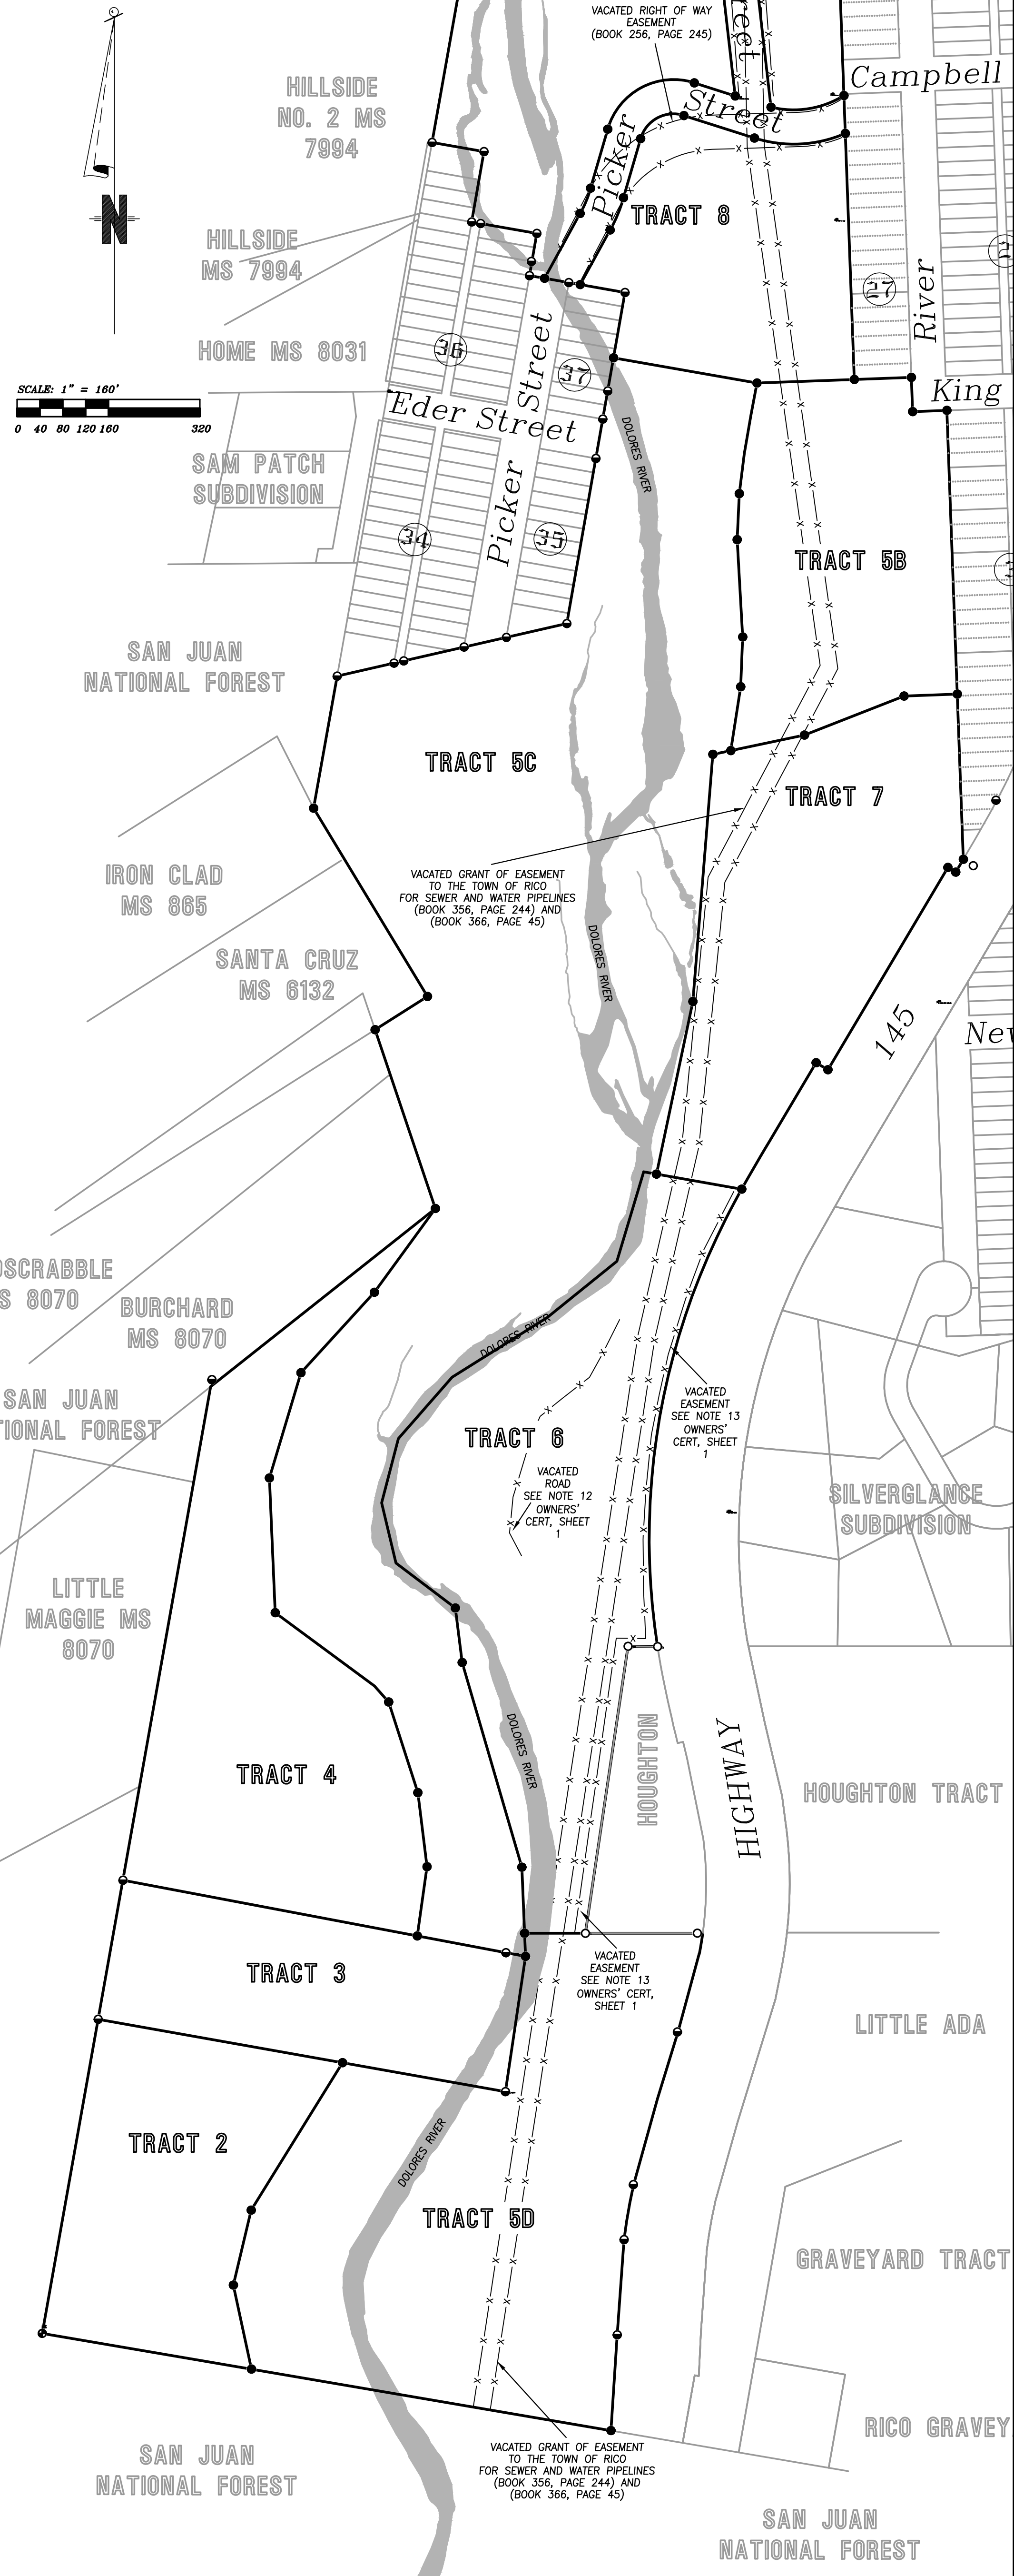 VACATED RIGHT OF WAY
EASEMENT
(BOOK 256, PAGE 245)
reet
Campbell
Street
HILLSIDE
NO. 2 MS
7994
Picker
TRACT 8
N
HILLSIDE
MS 7994
27
River
HOME MS 8031
36
Picker Street
37
King
SCALE: 1" = 160'
0 40 80 120 160 320
Eder Street
DOLORES RIVER
SAM PATCH
SUBDIVISION
34
35
TRACT 5B
SAN JUAN
NATIONAL FOREST
TRACT 5C
TRACT 7
VACATED GRANT OF EASEMENT
TO THE TOWN OF RICO
FOR SEWER AND WATER PIPELINES
(BOOK 356, PAGE 244) AND
(BOOK 366, PAGE 45)
IRON CLAD
MS 865
DOLORES RIVER
SANTA CRUZ
MS 6132
145
OSCRABBLE
S 8070
BURCHARD
MS 8070
DOLORES RIVER
SAN JUAN
TIONAL FOREST
TRACT 6
VACATED
EASEMENT
SEE NOTE 13
OWNERS'
CERT, SHEET
1
VACATED
ROAD
SEE NOTE 12
OWNERS'
CERT, SHEET
1
SILVERGLANCE
SUBDIVISION
LITTLE
MAGGIE MS
8070
DOLORES RIVER
HOUGHTON
HIGHWAY
TRACT 4
HOUGHTON TRACT
TRACT 3
VACATED
EASEMENT
SEE NOTE 13
OWNERS' CERT,
SHEET 1
LITTLE ADA
TRACT 2
DOLORES RIVER
TRACT 5D
GRAVEYARD TRACT
RICO GRAVEY
SAN JUAN
NATIONAL FOREST
VACATED GRANT OF EASEMENT
TO THE TOWN OF RICO
FOR SEWER AND WATER PIPELINES
(BOOK 356, PAGE 244) AND
(BOOK 366, PAGE 45)
SAN JUAN
NATIONAL FOREST